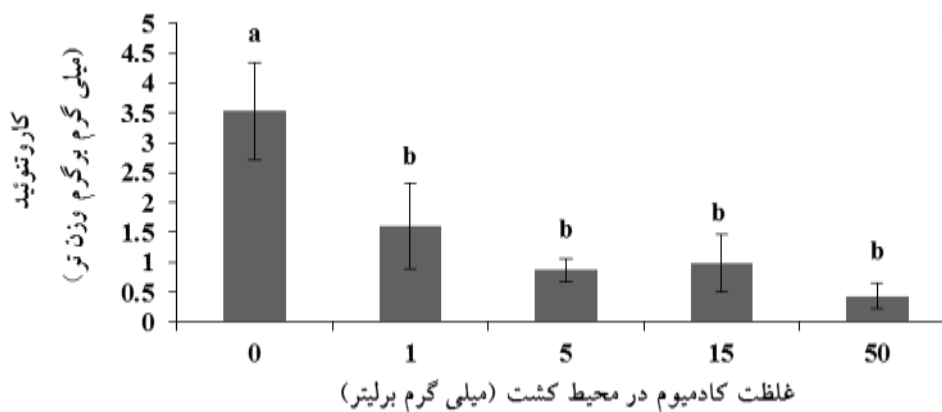 5
4.5
4
3.5
3
2.5
2
1.5
1
0.5
0
کاروتنوئید
(میلی گرم برگرم وزن تر)
a
b
b
b
b
0 1 5 15 50
غلظت کادمیوم در محیط کشت (میلی گرم برلیتر)